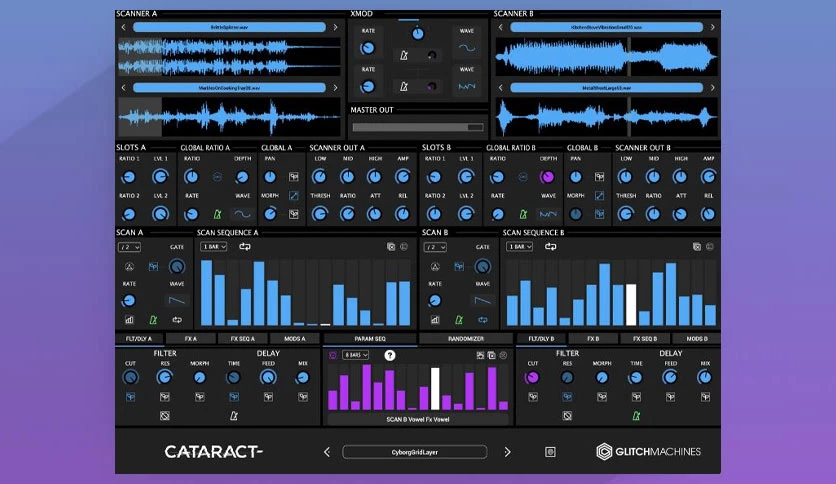 SCANNER A
XMOD
SCANNER B
BrittleSpheres.wav
RATE
WAVE
MarblesOnCookingTray20.wav
RATE
WAVE
MetalMixedLarge50.wav
MASTER OUT
SLOTS A
GLOBAL RATIO A
GLOBAL A
SCANNER OUT A
SLOTS B
GLOBAL RATIO B
GLOBAL B
SCANNER OUT B
RATIO 1 LVL 1 RATIO DEPTH PAN LOW MID HIGH AMP
RATIO 1 LVL 1 RATIO DEPTH PAN LOW MID HIGH AMP
RATIO 2 LVL 2 RATE WAVE MORPH THRESH RATIO ATT REL
RATIO 2 LVL 2 RATE WAVE MORPH THRESH RATIO ATT REL
SCAN A
SCAN SEQUENCE A
SCAN B
SCAN SEQUENCE B
/ 2 GATE 1 BAR
/ 2 GATE 1 BAR
RATE WAVE
RATE WAVE
FLT/DLY A FX A FX SEQ A MODS A
PARAM SEQ RANDOMIZER
FLT/DLY B FX B FX SEQ B MODS B
FILTER DELAY
8 BARS ?
FILTER DELAY
CUT RES MORPH TIME FEED MIX
CUT RES MORPH TIME FEED MIX
SCAN B Vowel Fx Vowel
CATARACT
CyborgGridLayer
GLITCHMACHINES